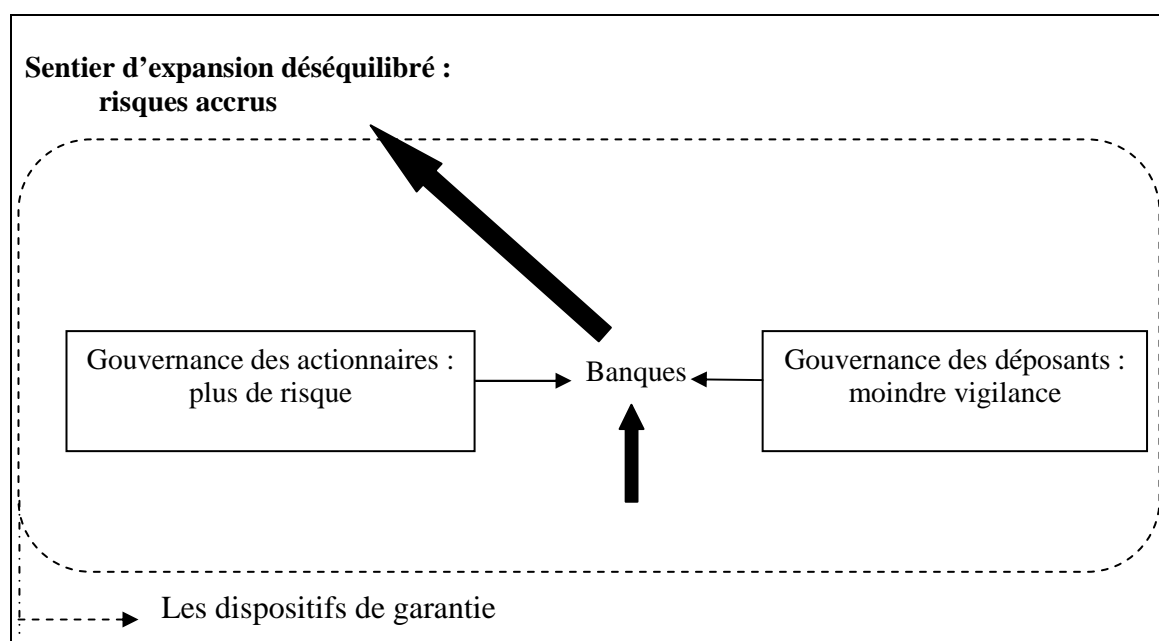 Sentier d'expansion déséquilibré :
risques accrus
Gouvernance des actionnaires :
plus de risque
Banques
Gouvernance des déposants :
moindre vigilance
Les dispositifs de garantie